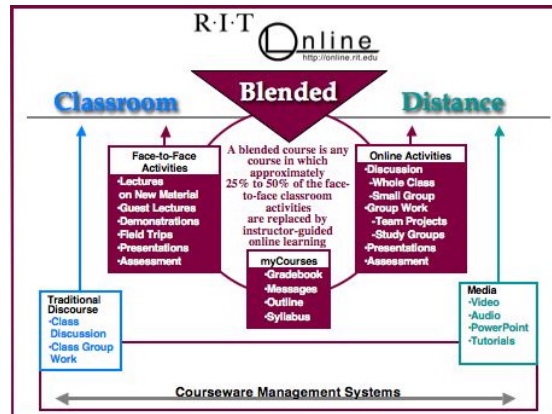 R·I·T
Online
http://online.rit.edu
Classroom
Blended
Distance
Face-to-Face
Activities
•Lectures
on New Material
•Guest Lectures
•Demonstrations
•Field Trips
•Presentations
•Assessment
A blended course is any
course in which
approximately
25% to 50% of the face-
to-face classroom
activities
are replaced by
instructor-guided
online learning
Online Activities
•Discussion
-Whole Class
-Small Group
•Group Work
-Team Projects
-Study Groups
•Presentations
•Assessment
myCourses
•Gradebook
•Messages
•Outline
•Syllabus
Traditional
Discourse
•Class
Discussion
•Class Group
Work
Media
•Video
•Audio
•PowerPoint
•Tutorials
Courseware Management Systems